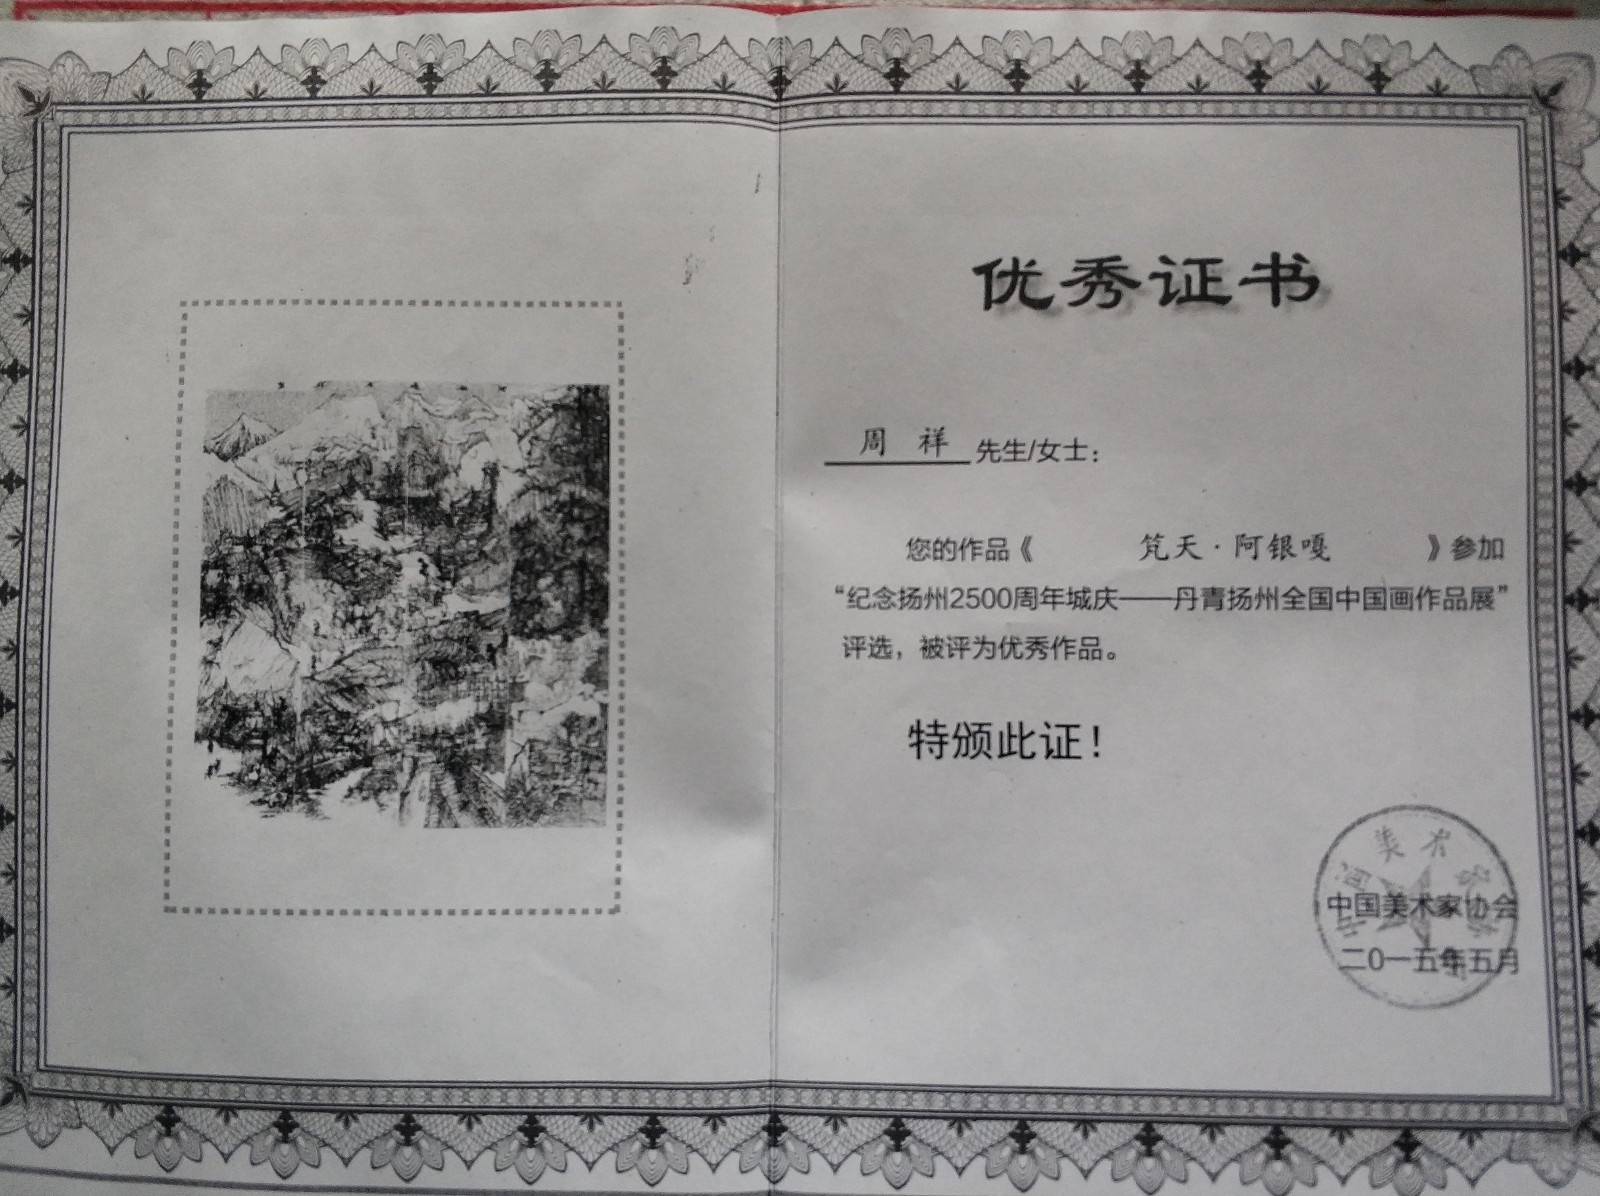 优秀证书
周 祥 先生/女士：
您的作品《 梵天·阿银嘎 》参加
“纪念扬州2500周年城庆——丹青扬州全国中国画作品展”
评选，被评为优秀作品。
特颁此证！
中国美术家协会
二0一五年五月